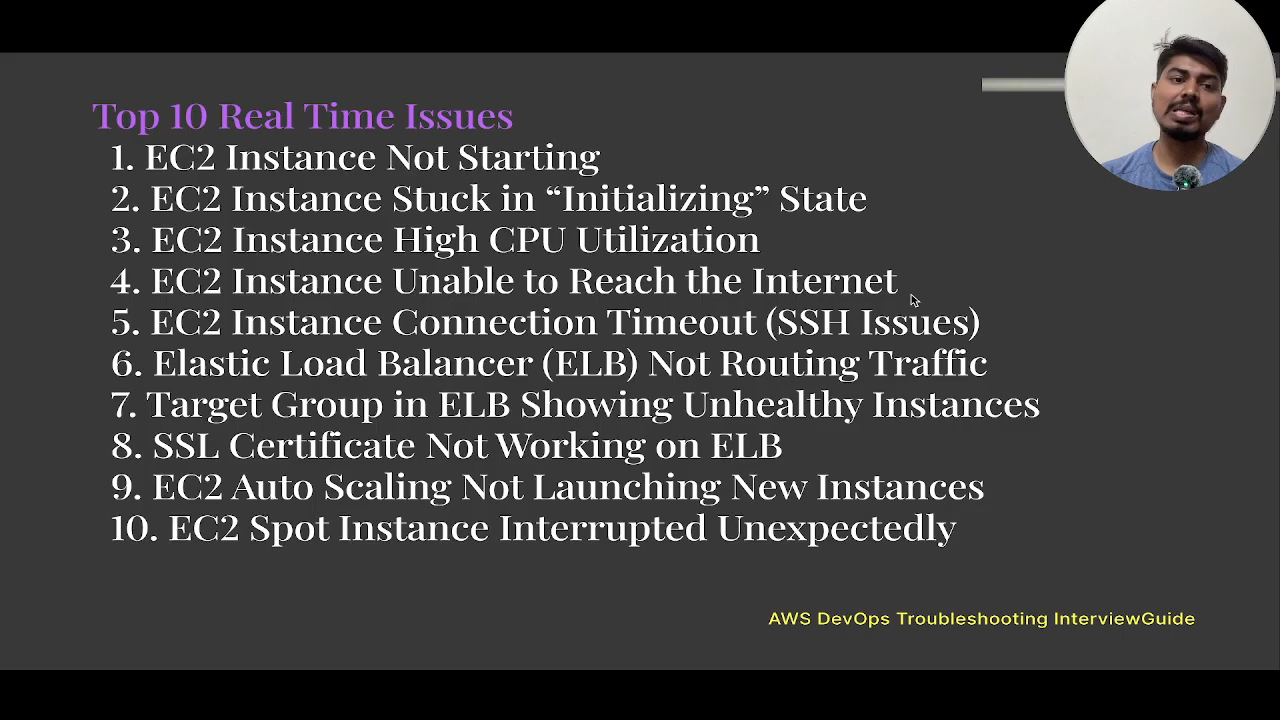 Top 10 Real Time Issues
1. EC2 Instance Not Starting
2. EC2 Instance Stuck in “Initializing” State
3. EC2 Instance High CPU Utilization
4. EC2 Instance Unable to Reach the Internet
5. EC2 Instance Connection Timeout (SSH Issues)
6. Elastic Load Balancer (ELB) Not Routing Traffic
7. Target Group in ELB Showing Unhealthy Instances
8. SSL Certificate Not Working on ELB
9. EC2 Auto Scaling Not Launching New Instances
10. EC2 Spot Instance Interrupted Unexpectedly
AWS DevOps Troubleshooting InterviewGuide